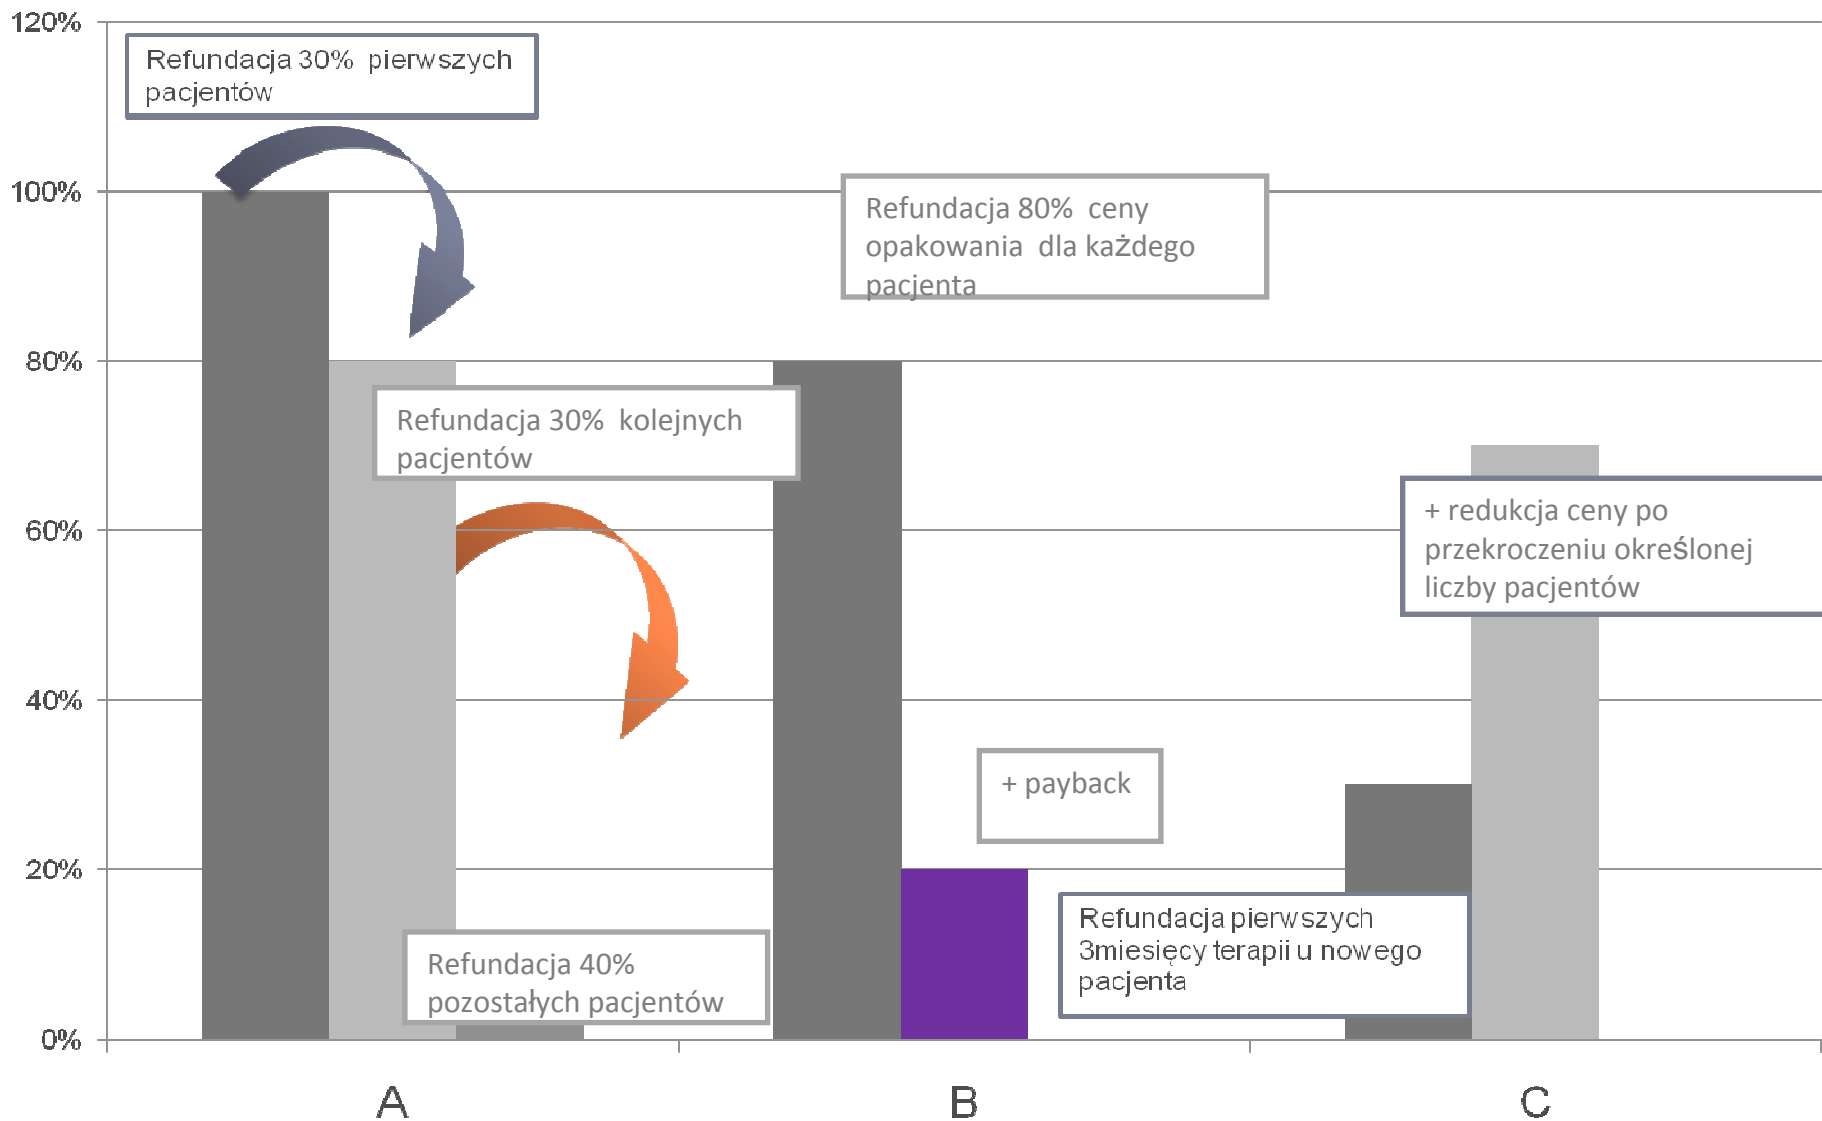 120%
Refundacja 30% pierwszych
pacjentów
100%
Refundacja 80% ceny
opakowania dla każdego
pacjenta
80%
Refundacja 30% kolejnych
pacjentów
60%
+ redukcja ceny po
przekroczeniu określonej
liczby pacjentów
40%
+ payback
20%
Refundacja pierwszych
3miesięcy terapii u nowego
pacjenta
Refundacja 40%
pozostałych pacjentów
0%
A
B
C